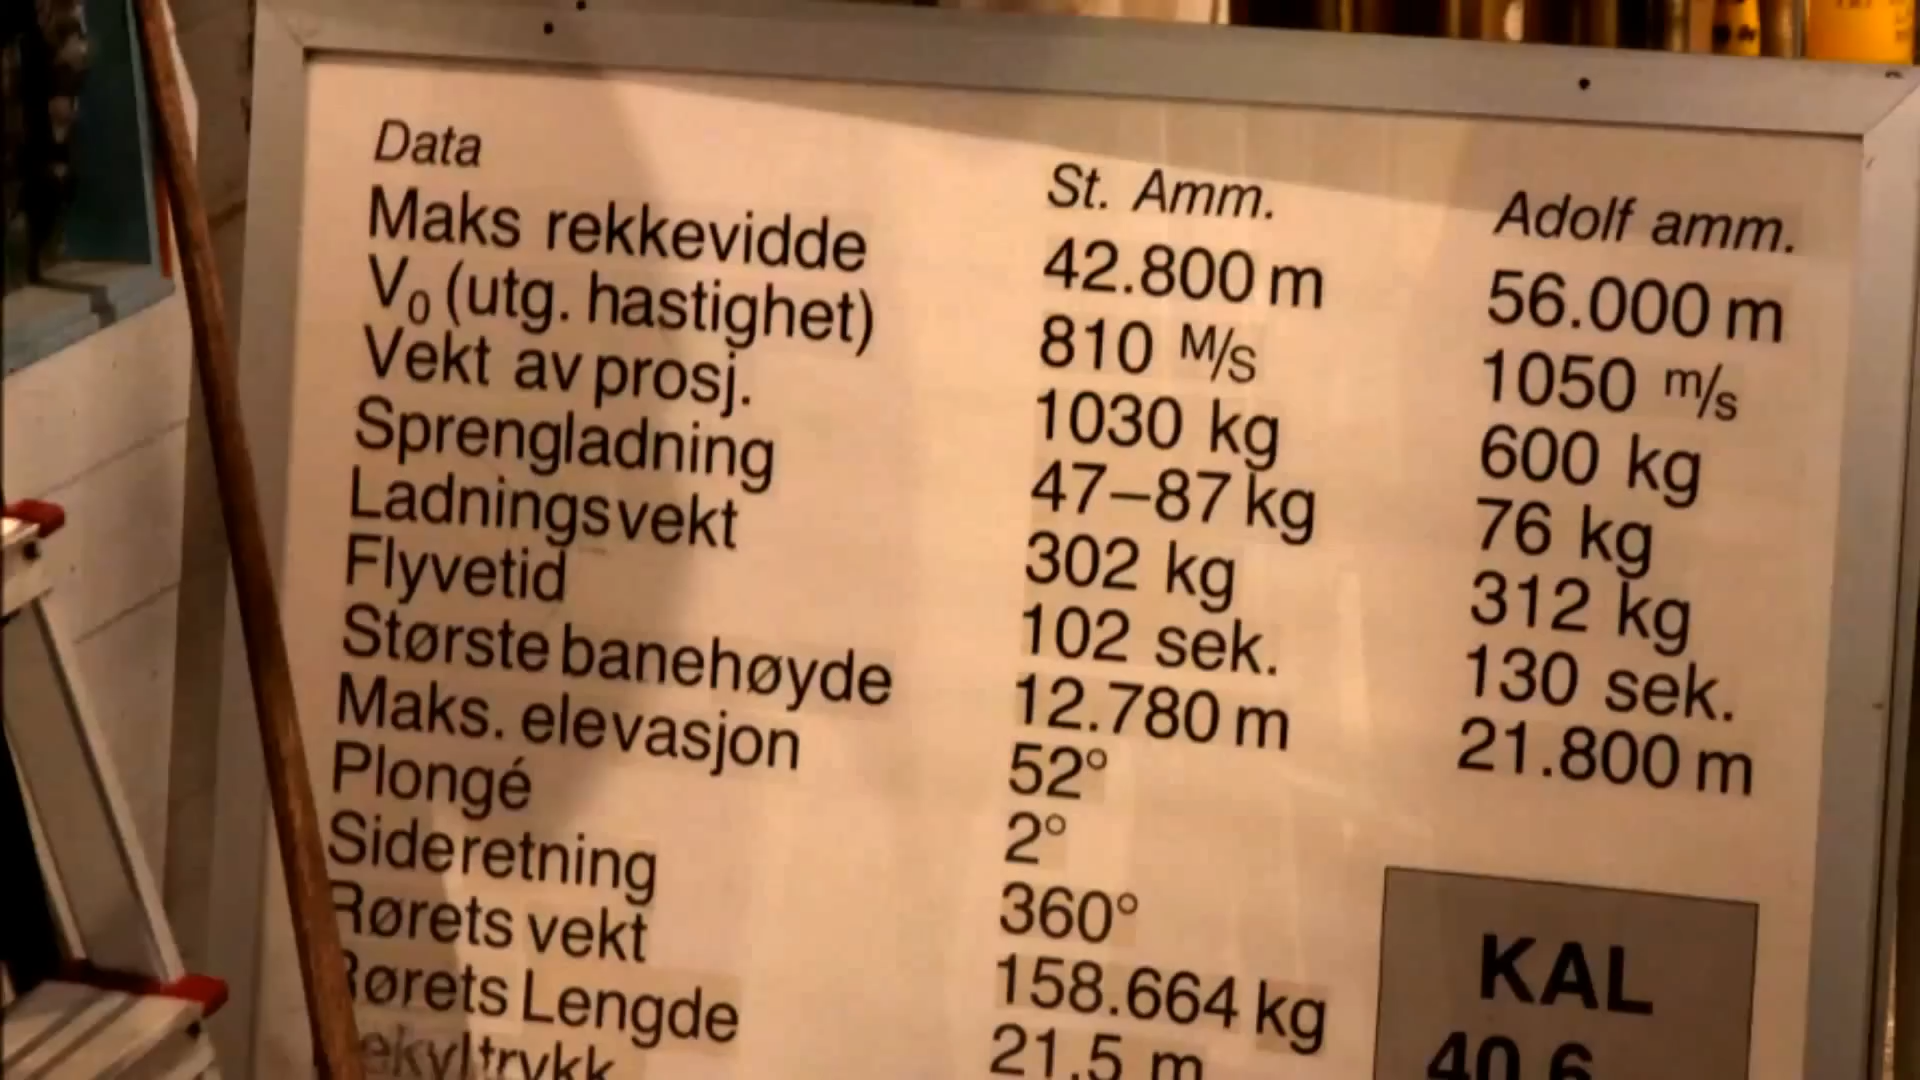 Data St. Amm. Adolf amm.
Maks rekkevidde 42.800 m 56.000 m
V₀ (utg. hastighet) 810 M/s 1050 m/s
Vekt av prosj. 1030 kg 600 kg
Sprengladning 47–87 kg 76 kg
Ladningsvekt 302 kg 312 kg
Flyvetid 102 sek. 130 sek.
Største banehøyde 12.780 m 21.800 m
Maks. elevasjon 52°
Plongé 2°
Sideretning 360°
Rørets vekt 158.664 kg
Rørets Lengde 21,5 m
KAL
40,6